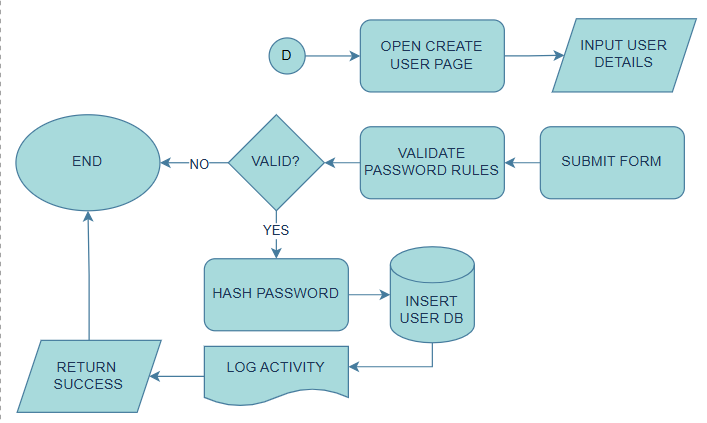 D
OPEN CREATE
USER PAGE
INPUT USER
DETAILS
END
NO
VALID?
VALIDATE
PASSWORD RULES
SUBMIT FORM
YES
HASH PASSWORD
INSERT
USER DB
RETURN
SUCCESS
LOG ACTIVITY